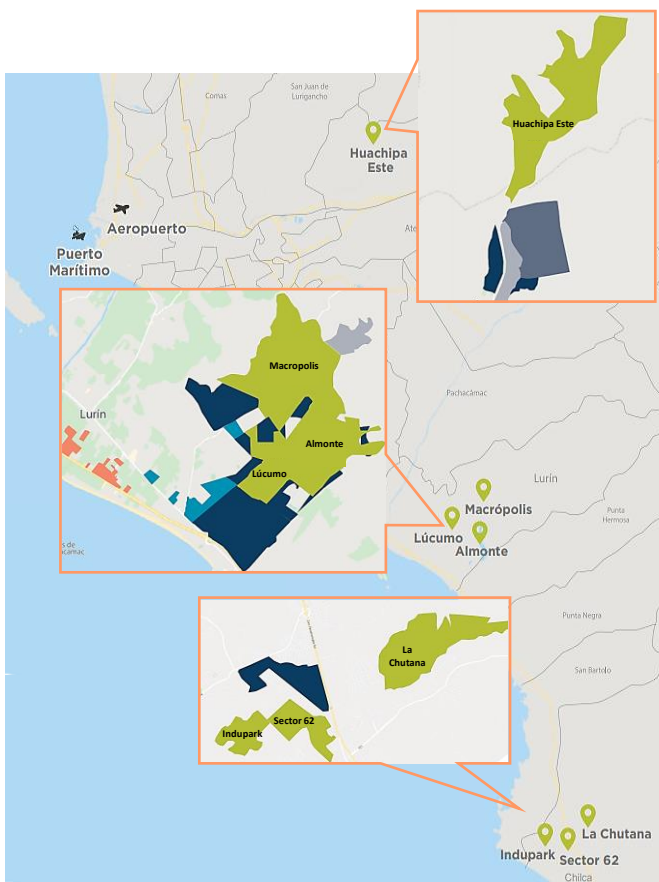 San Juan de
Lurigancho
Comas
Huachipa
Este
Huachipa Este
Aeropuerto
Puerto
Marítimo
Ate
Macropolis
Lurín
Almonte
Lúcumo
Pachacámac
Lurín
Macrópolis
Lúcumo
Almonte
Punta
Hermosa
Punta Negra
San Bartolo
La
Chutana
Sector 62
Indupark
La Chutana
Indupark
Sector 62
Chilca